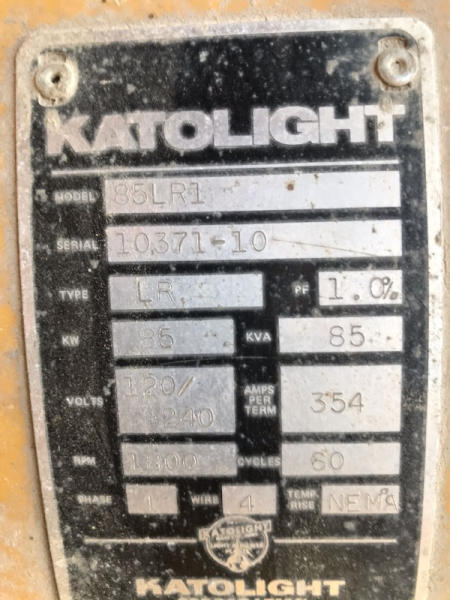 KATOLIGHT
MODEL 85LR1
SERIAL 10371-10
TYPE LR PF 1.0%
KW 85 KVA 85
VOLTS 120/ 240 AMPS PER TERM 354
RPM 1800 CYCLES 60
PHASE 1 WIRE 4 TEMP. RISE NEMA
KATOLIGHT
KATOLIGHT